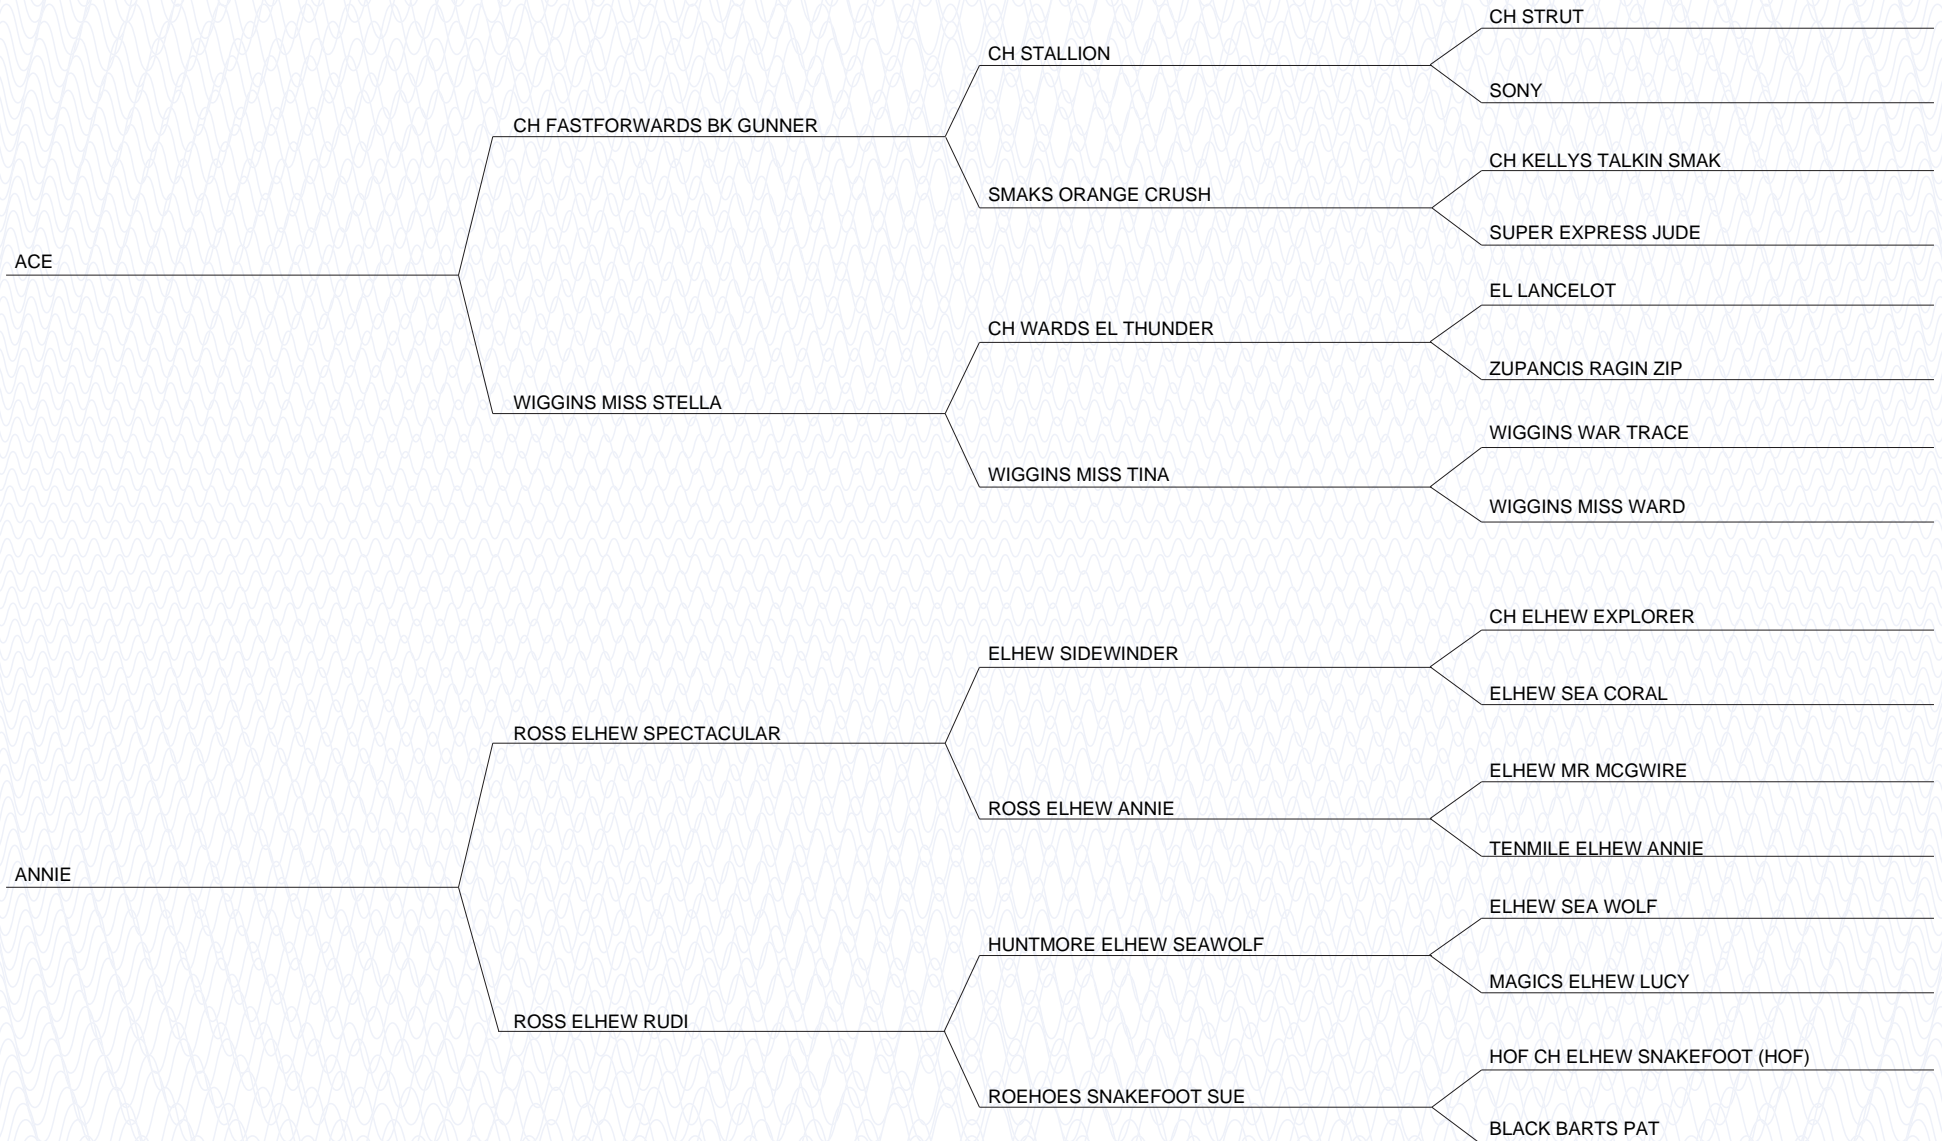 CH STRUT
CH STALLION
SONY
CH FASTFORWARDS BK GUNNER
CH KELLYS TALKIN SMAK
SMAKS ORANGE CRUSH
SUPER EXPRESS JUDE
ACE
EL LANCELOT
CH WARDS EL THUNDER
ZUPANCIS RAGIN ZIP
WIGGINS MISS STELLA
WIGGINS WAR TRACE
WIGGINS MISS TINA
WIGGINS MISS WARD
CH ELHEW EXPLORER
ELHEW SIDEWINDER
ELHEW SEA CORAL
ROSS ELHEW SPECTACULAR
ELHEW MR MCGWIRE
ROSS ELHEW ANNIE
TENMILE ELHEW ANNIE
ANNIE
ELHEW SEA WOLF
HUNTMORE ELHEW SEAWOLF
MAGICS ELHEW LUCY
ROSS ELHEW RUDI
HOF CH ELHEW SNAKEFOOT (HOF)
ROEHOES SNAKEFOOT SUE
BLACK BARTS PAT